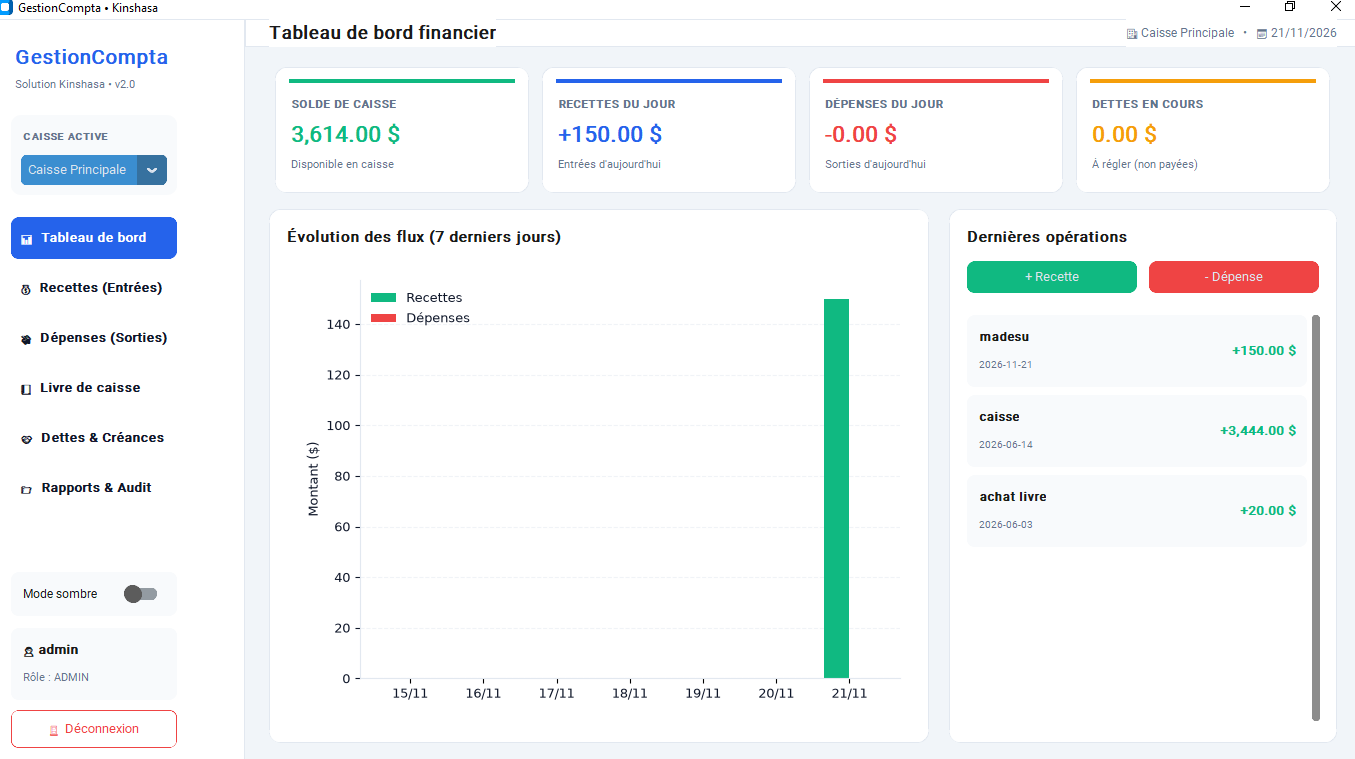 GestionCompta • Kinshasa
GestionCompta
Solution Kinshasa • v2.0
CAISSE ACTIVE
Caisse Principale
Tableau de bord
Recettes (Entrées)
Dépenses (Sorties)
Livre de caisse
Dettes & Créances
Rapports & Audit
Mode sombre
admin
Rôle : ADMIN
Déconnexion
Tableau de bord financier
Caisse Principale • 21/11/2026
SOLDE DE CAISSE
3,614.00 $
Disponible en caisse
RECETTES DU JOUR
+150.00 $
Entrées d'aujourd'hui
DÉPENSES DU JOUR
-0.00 $
Sorties d'aujourd'hui
DETTES EN COURS
0.00 $
À régler (non payées)
Évolution des flux (7 derniers jours)
Recettes
Dépenses
Montant ($)
140
120
100
80
60
40
20
0
15/11 16/11 17/11 18/11 19/11 20/11 21/11
Dernières opérations
+ Recette
- Dépense
madesu
+150.00 $
2026-11-21
caisse
+3,444.00 $
2026-06-14
achat livre
+20.00 $
2026-06-03